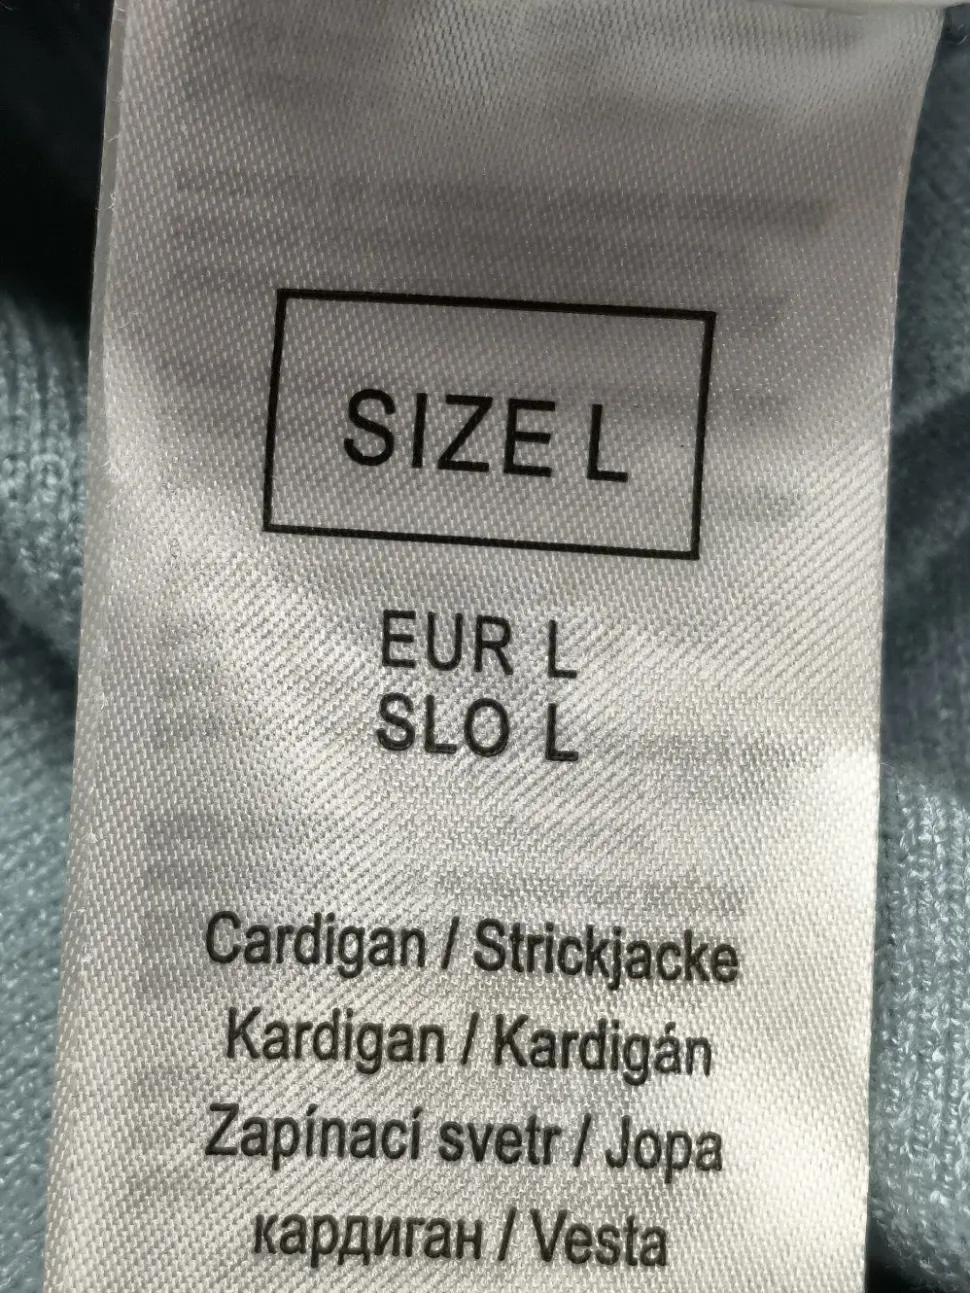 SIZE L
EUR L
SLO L
Cardigan / Strickjacke
Kardigan / Kardigán
Zapínací svetr / Jopa
кардиган / Vesta